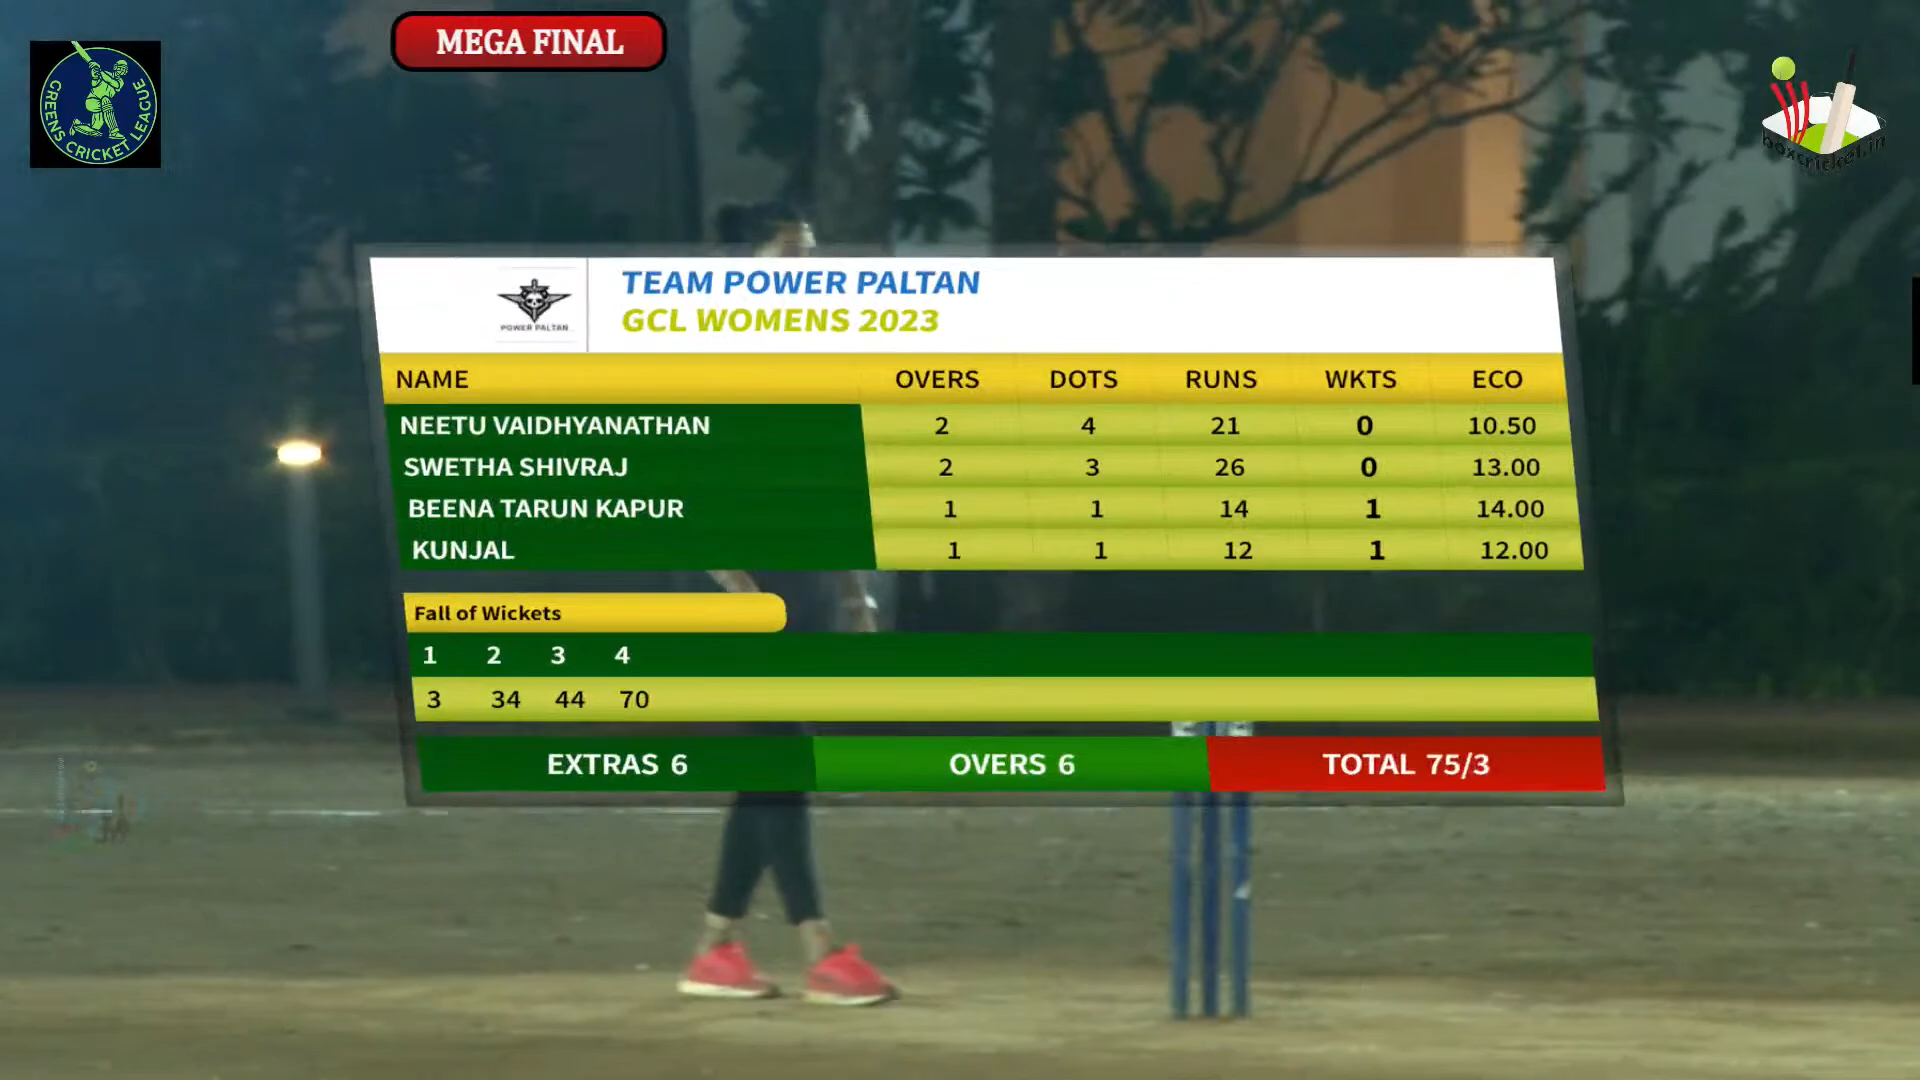 MEGA FINAL
GREENS CRICKET LEAGUE
boxcricket.in
POWER PALTAN
TEAM POWER PALTAN
GCL WOMENS 2023
NAME OVERS DOTS RUNS WKTS ECO
NEETU VAIDHYANATHAN 2 4 21 0 10.50
SWETHA SHIVRAJ 2 3 26 0 13.00
BEENA TARUN KAPUR 1 1 14 1 14.00
KUNJAL 1 1 12 1 12.00
Fall of Wickets
1 2 3 4
3 34 44 70
EXTRAS 6 OVERS 6 TOTAL 75/3